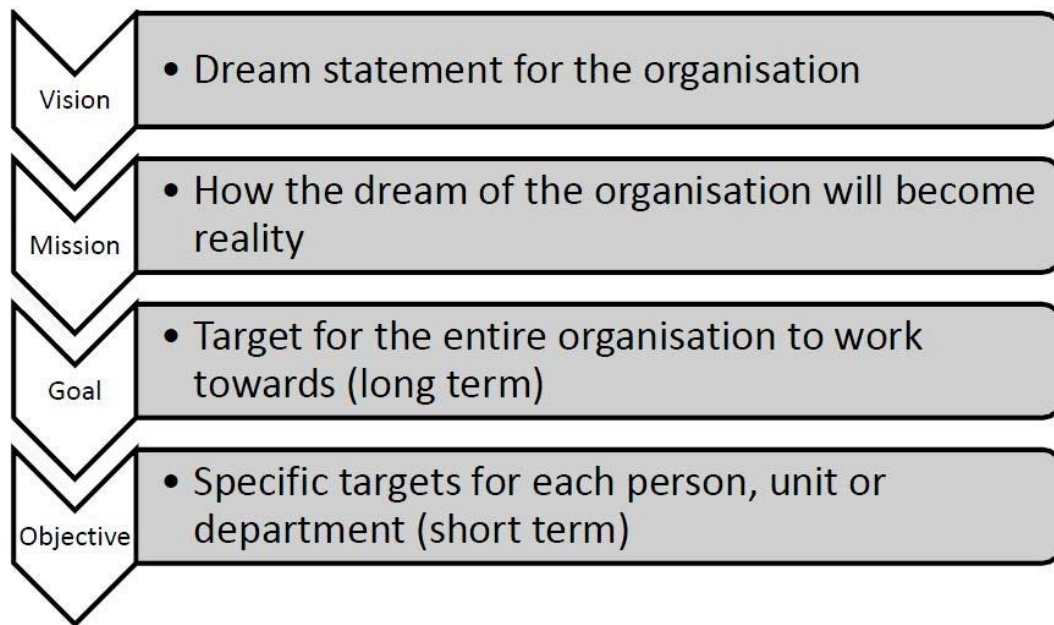 Vision
• Dream statement for the organisation
Mission
• How the dream of the organisation will become
reality
Goal
• Target for the entire organisation to work
towards (long term)
Objective
• Specific targets for each person, unit or
department (short term)